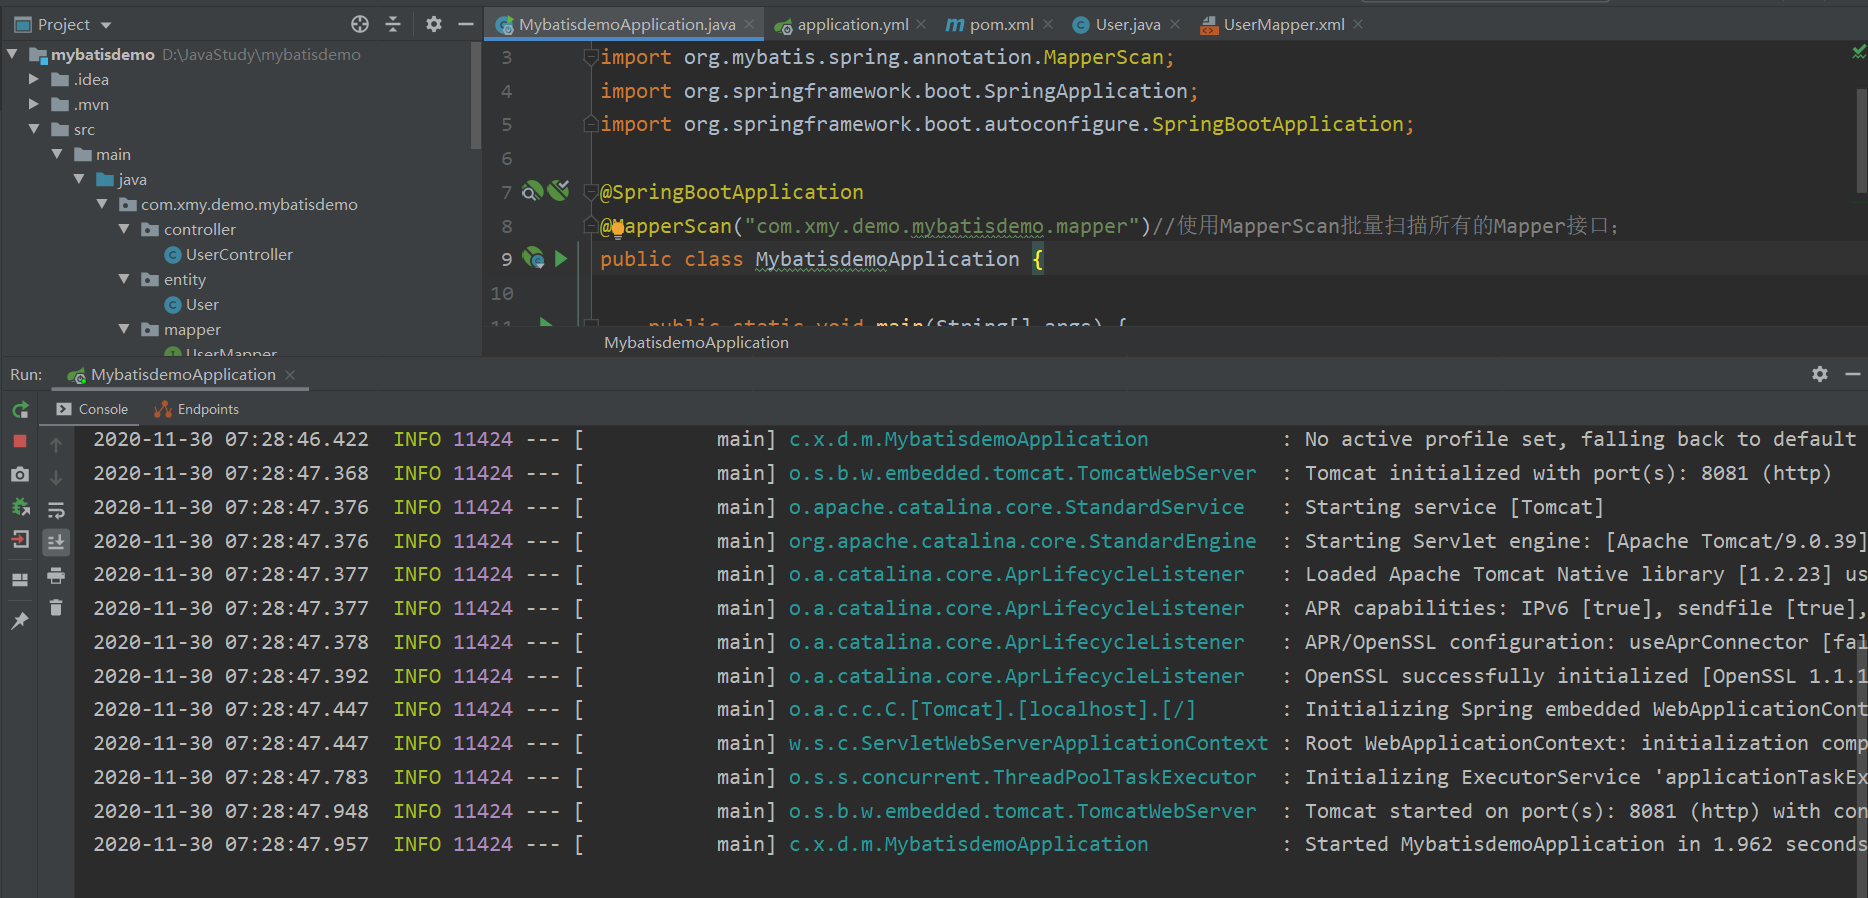 Project
MybatisdemoApplication.java
application.yml
pom.xml
User.java
UserMapper.xml
mybatisdemo D:\JavaStudy\mybatisdemo
.idea
.mvn
src
main
java
com.xmy.demo.mybatisdemo
controller
UserController
entity
User
mapper
UserMapper
3 import org.mybatis.spring.annotation.MapperScan;
4 import org.springframework.boot.SpringApplication;
5 import org.springframework.boot.autoconfigure.SpringBootApplication;
6
7 @SpringBootApplication
8 @MapperScan("com.xmy.demo.mybatisdemo.mapper")//使用MapperScan批量扫描所有的Mapper接口;
9 public class MybatisdemoApplication {
10
11 public static void main(String[] args) {
MybatisdemoApplication
Run: MybatisdemoApplication
Console Endpoints
2020-11-30 07:28:46.422 INFO 11424 --- [ main] c.x.d.m.MybatisdemoApplication : No active profile set, falling back to default
2020-11-30 07:28:47.368 INFO 11424 --- [ main] o.s.b.w.embedded.tomcat.TomcatWebServer : Tomcat initialized with port(s): 8081 (http)
2020-11-30 07:28:47.376 INFO 11424 --- [ main] o.apache.catalina.core.StandardService : Starting service [Tomcat]
2020-11-30 07:28:47.376 INFO 11424 --- [ main] org.apache.catalina.core.StandardEngine : Starting Servlet engine: [Apache Tomcat/9.0.39]
2020-11-30 07:28:47.377 INFO 11424 --- [ main] o.a.catalina.core.AprLifecycleListener : Loaded Apache Tomcat Native library [1.2.23] us
2020-11-30 07:28:47.377 INFO 11424 --- [ main] o.a.catalina.core.AprLifecycleListener : APR capabilities: IPv6 [true], sendfile [true],
2020-11-30 07:28:47.378 INFO 11424 --- [ main] o.a.catalina.core.AprLifecycleListener : APR/OpenSSL configuration: useAprConnector [fal
2020-11-30 07:28:47.392 INFO 11424 --- [ main] o.a.catalina.core.AprLifecycleListener : OpenSSL successfully initialized [OpenSSL 1.1.1
2020-11-30 07:28:47.447 INFO 11424 --- [ main] o.a.c.c.C.[Tomcat].[localhost].[/] : Initializing Spring embedded WebApplicationCont
2020-11-30 07:28:47.447 INFO 11424 --- [ main] w.s.c.ServletWebServerApplicationContext : Root WebApplicationContext: initialization comp
2020-11-30 07:28:47.783 INFO 11424 --- [ main] o.s.s.concurrent.ThreadPoolTaskExecutor : Initializing ExecutorService 'applicationTaskEx
2020-11-30 07:28:47.948 INFO 11424 --- [ main] o.s.b.w.embedded.tomcat.TomcatWebServer : Tomcat started on port(s): 8081 (http) with con
2020-11-30 07:28:47.957 INFO 11424 --- [ main] c.x.d.m.MybatisdemoApplication : Started MybatisdemoApplication in 1.962 seconds